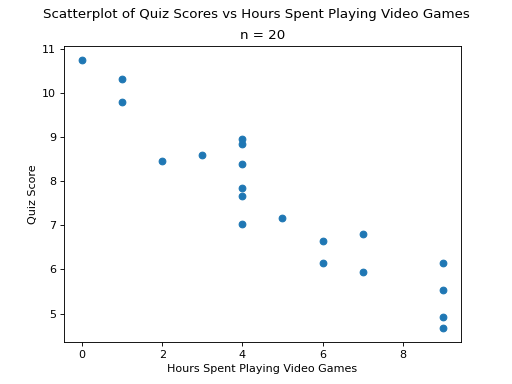 Scatterplot of Quiz Scores vs Hours Spent Playing Video Games
n = 20
11
10
9
8
7
6
5
Quiz Score
0 2 4 6 8
Hours Spent Playing Video Games